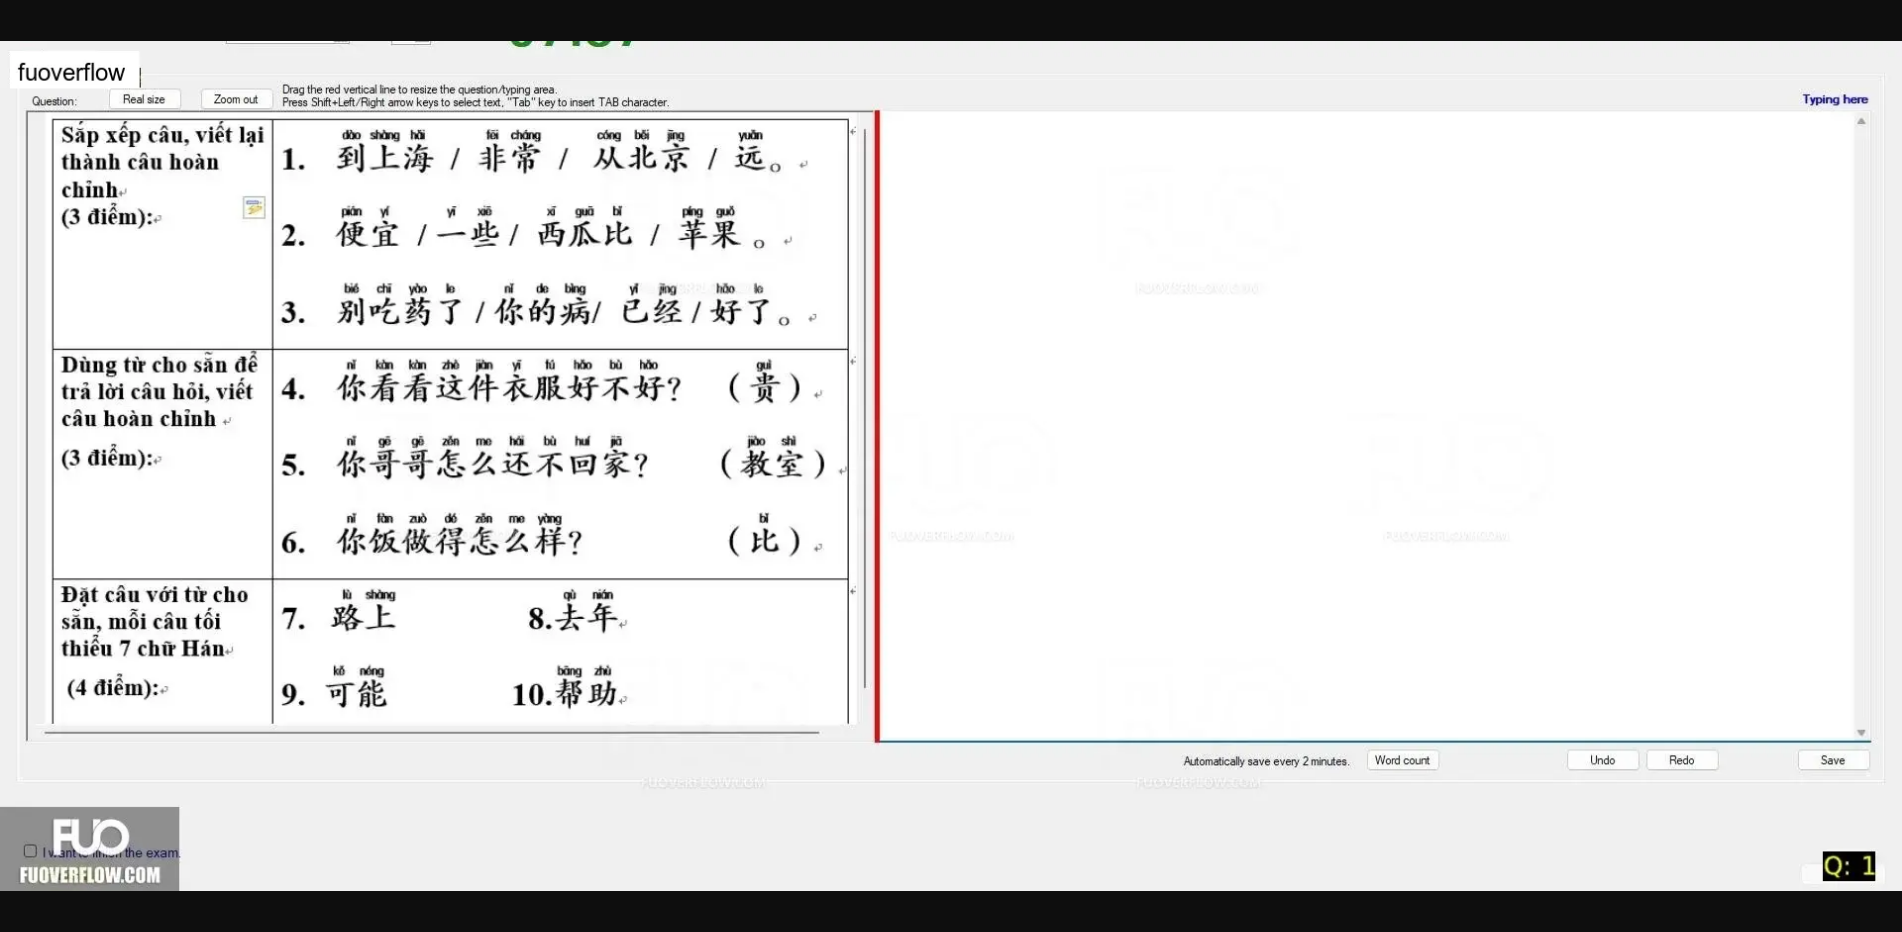 fuoverflow
Question:
Real size
Zoom out
Drag the red vertical line to resize the question/typing area.
Press Shift+Left/Right arrow keys to select text, "Tab" key to insert TAB character.
Typing here
Sắp xếp câu, viết lại
thành câu hoàn
chỉnh
(3 điểm):
dào shàng hǎi fēi cháng cóng běi jīng yuǎn
1. 到上海 / 非常 / 从北京 / 远。
pián yí yī xiē xī guā bǐ píng guǒ
2. 便宜 / 一些 / 西瓜比 / 苹果 。
bié chī yào le nǐ de bìng yǐ jīng hǎo le
3. 别吃药了 / 你的病/ 已经 / 好了。
Dùng từ cho sẵn để
trả lời câu hỏi, viết
câu hoàn chỉnh
(3 điểm):
nǐ kàn kàn zhè jiàn yī fú hǎo bù hǎo guì
4. 你看看这件衣服好不好? (贵)
nǐ gē gē zěn me hái bù huí jiā jiào shì
5. 你哥哥怎么还不回家? (教室)
nǐ fàn zuò dé zěn me yàng bǐ
6. 你饭做得怎么样? (比)
Đặt câu với từ cho
sẵn, mỗi câu tối
thiểu 7 chữ Hán
(4 điểm):
lù shàng qù nián
7. 路上 8.去年
kě néng bāng zhù
9. 可能 10.帮助
Automatically save every 2 minutes.
Word count
Undo
Redo
Save
FUOVERFLOW.COM
FUOVERFLOW.COM
FUOVERFLOW.COM
FUOVERFLOW.COM
FUOVERFLOW.COM
FUO
I want to finish the exam.
FUOVERFLOW.COM
Q: 1